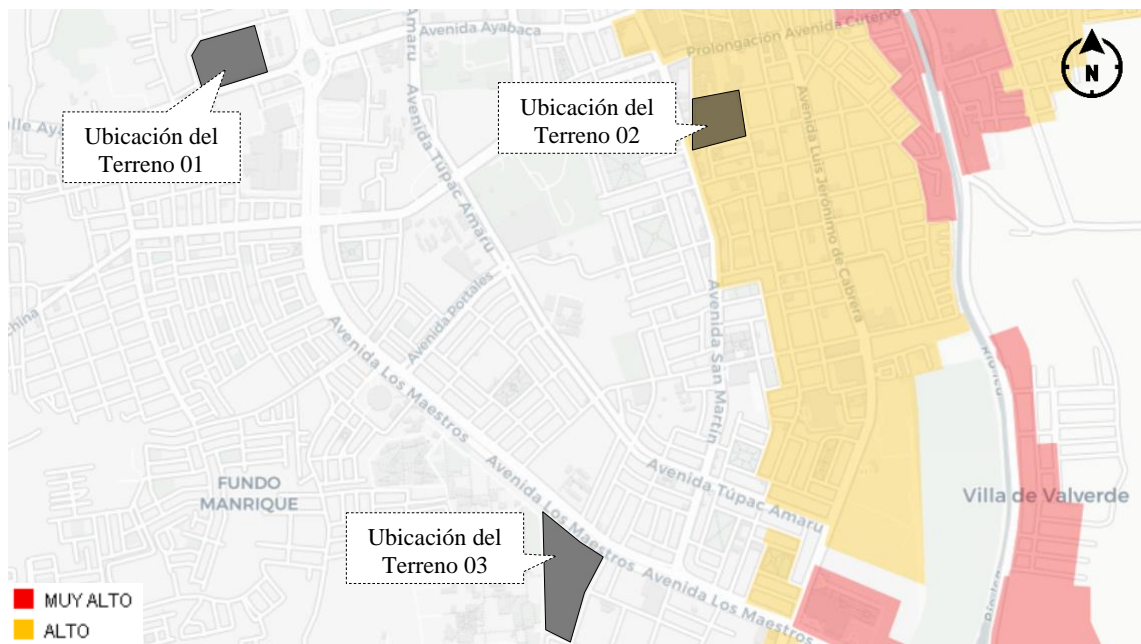 Avenida Ayabaca
Amaru
Prolongación Avenida Cutervo
N
Ubicación del
Terreno 01
Ubicación del
Terreno 02
Avenida Túpac Amaru
Avenida Luis Jerónimo de Cabrera
Avenida Portales
Avenida San Martín
Avenida Los Maestros
FUNDO
MANRIQUE
Avenida Los Maestros
Avenida Túpac Amaru
Villa de Valverde
Ubicación del
Terreno 03
Avenida Los Maestros
MUY ALTO
ALTO